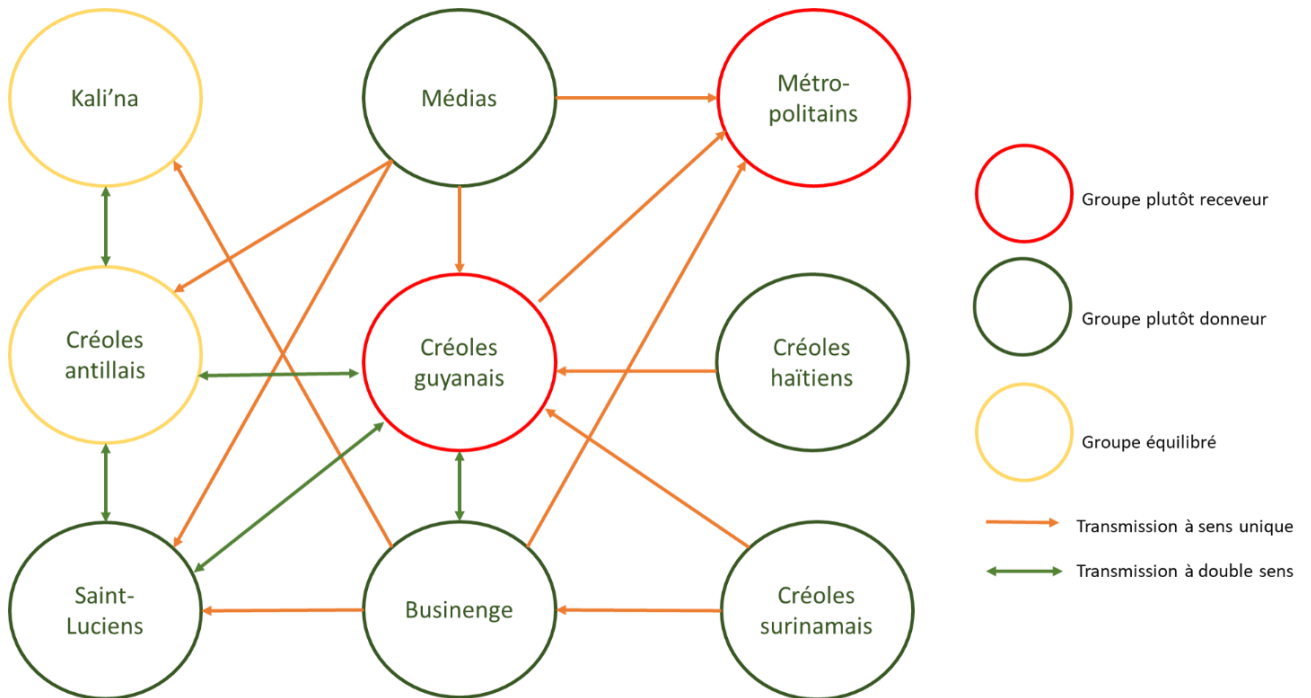 Kali'na
Médias
Métro-
politains
Groupe plutôt receveur
Groupe plutôt donneur
Créoles
antillais
Créoles
guyanais
Créoles
haïtiens
Groupe équilibré
Transmission à sens unique
Transmission à double sens
Saint-
Luciens
Businenge
Créoles
surinamais